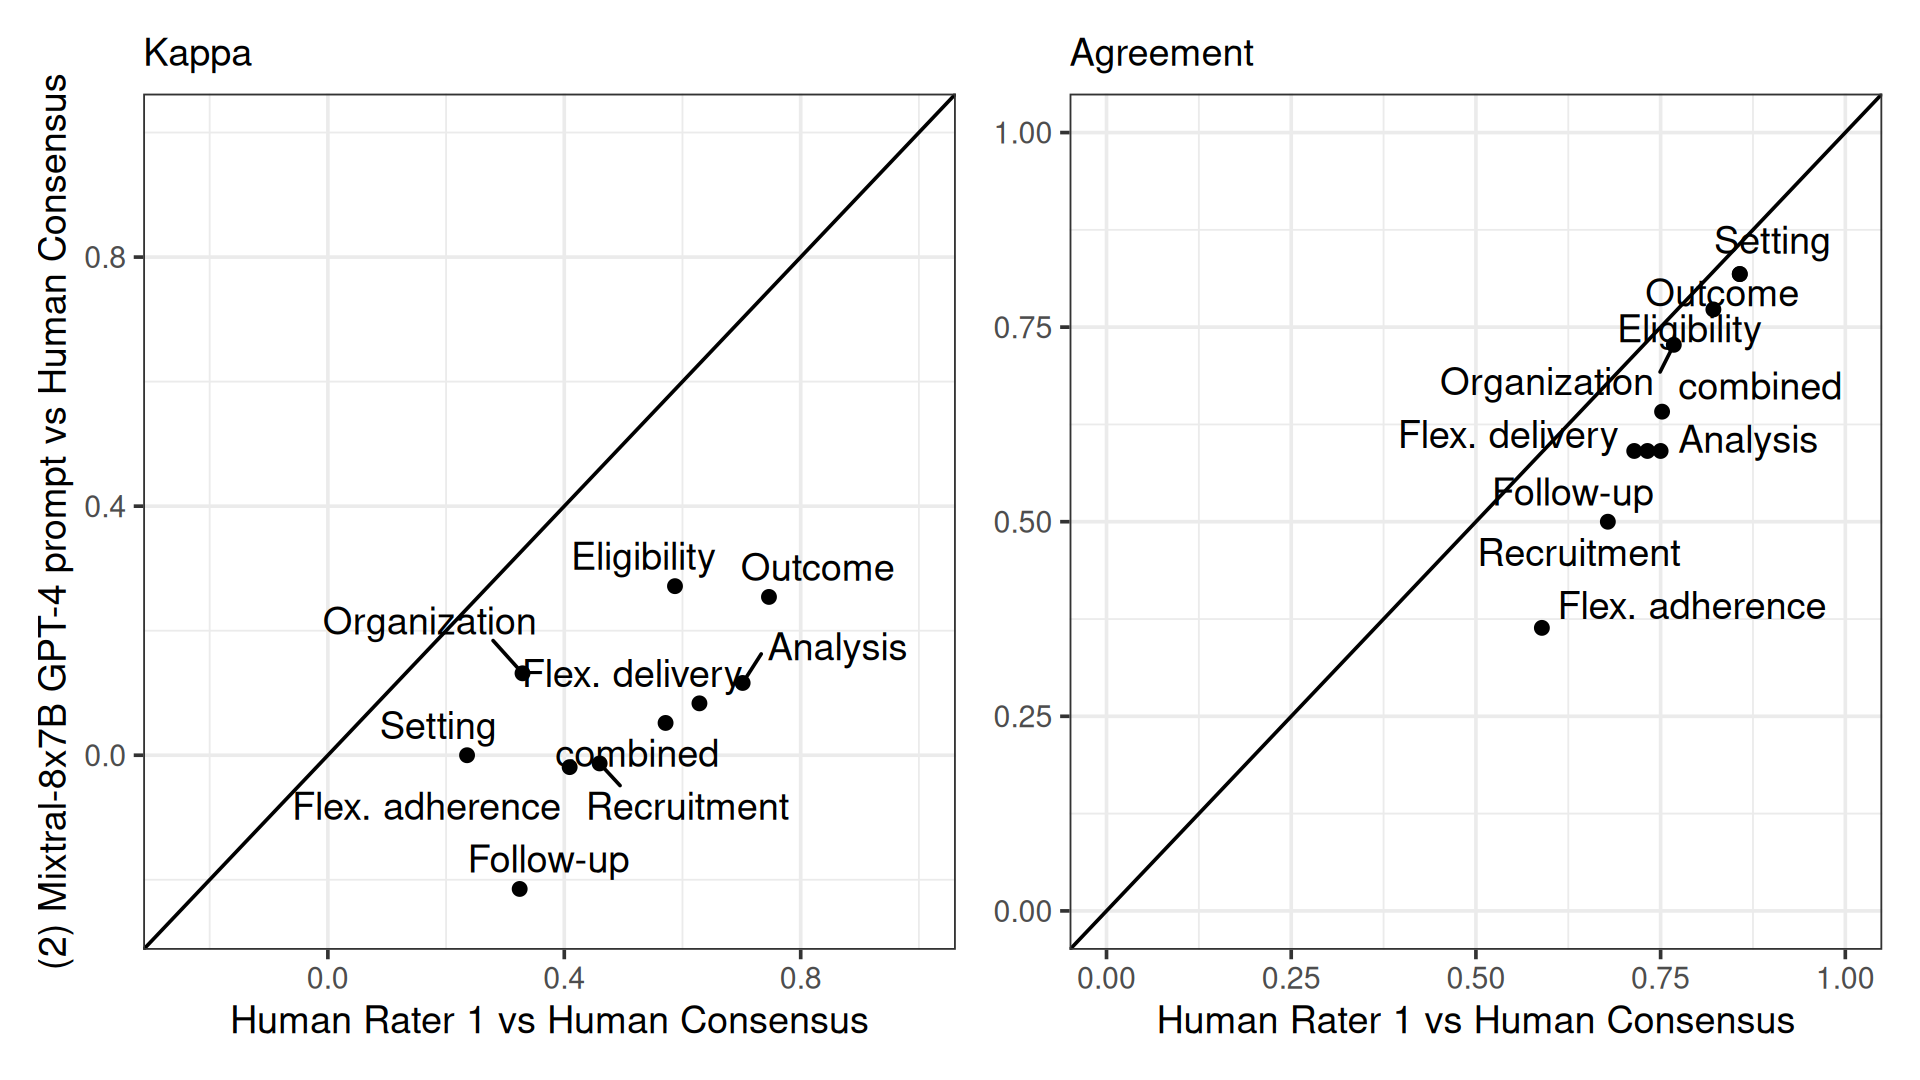 Kappa
Agreement
(2) Mixtral-8x7B GPT-4 prompt vs Human Consensus
0.8
0.4
0.0
Eligibility
Outcome
Organization
Analysis
Flex. delivery
Setting
combined
Flex. adherence
Recruitment
Follow-up
0.0
0.4
0.8
Human Rater 1 vs Human Consensus
1.00
0.75
0.50
0.25
0.00
Setting
Outcome
Eligibility
Organization
combined
Flex. delivery
Analysis
Follow-up
Recruitment
Flex. adherence
0.00
0.25
0.50
0.75
1.00
Human Rater 1 vs Human Consensus